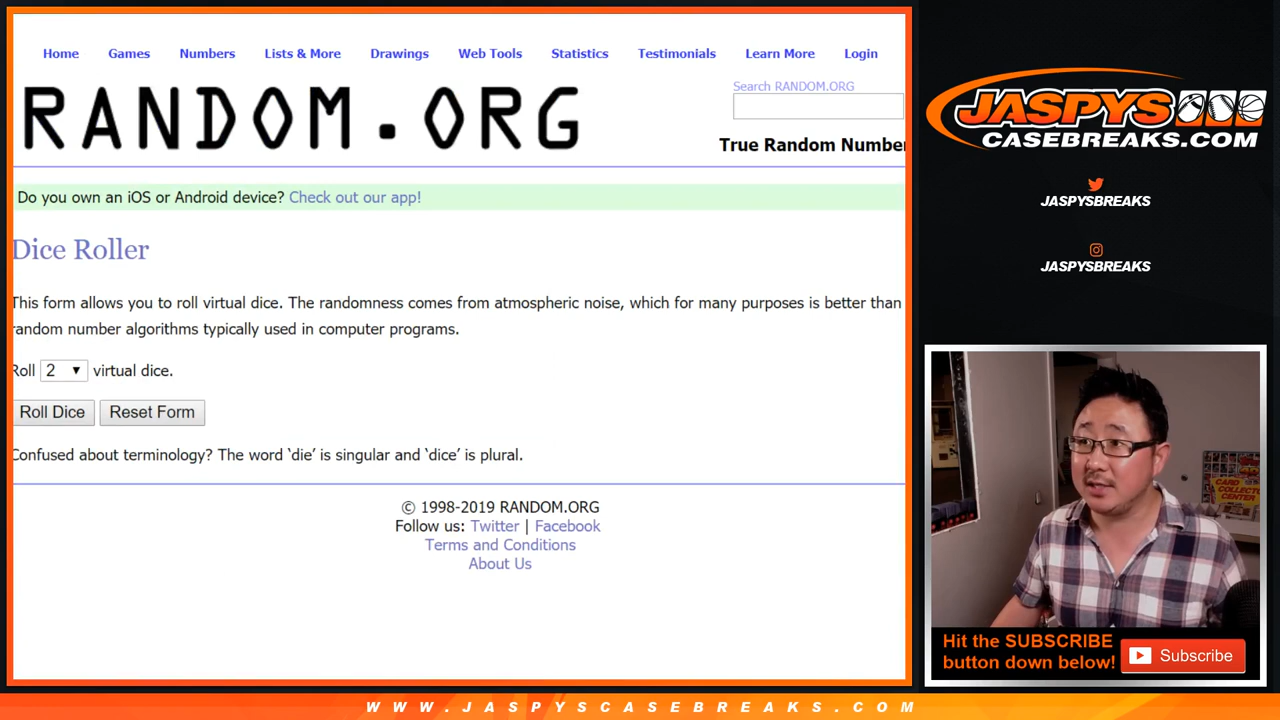 Home Games Numbers Lists & More Drawings Web Tools Statistics Testimonials Learn More Login
RANDOM.ORG
Search RANDOM.ORG
True Random Number
Do you own an iOS or Android device? Check out our app!
Dice Roller
This form allows you to roll virtual dice. The randomness comes from atmospheric noise, which for many purposes is better than
random number algorithms typically used in computer programs.
Roll 2 virtual dice.
Roll Dice Reset Form
Confused about terminology? The word ‘die’ is singular and ‘dice’ is plural.
© 1998-2019 RANDOM.ORG
Follow us: Twitter | Facebook
Terms and Conditions
About Us
JASPYS
CASEBREAKS.COM
JASPYSBREAKS
JASPYSBREAKS
CARD
COLLECTOR
CENTER
Hit the SUBSCRIBE
button down below!
Subscribe
WWW.JASPYSCASEBREAKS.COM